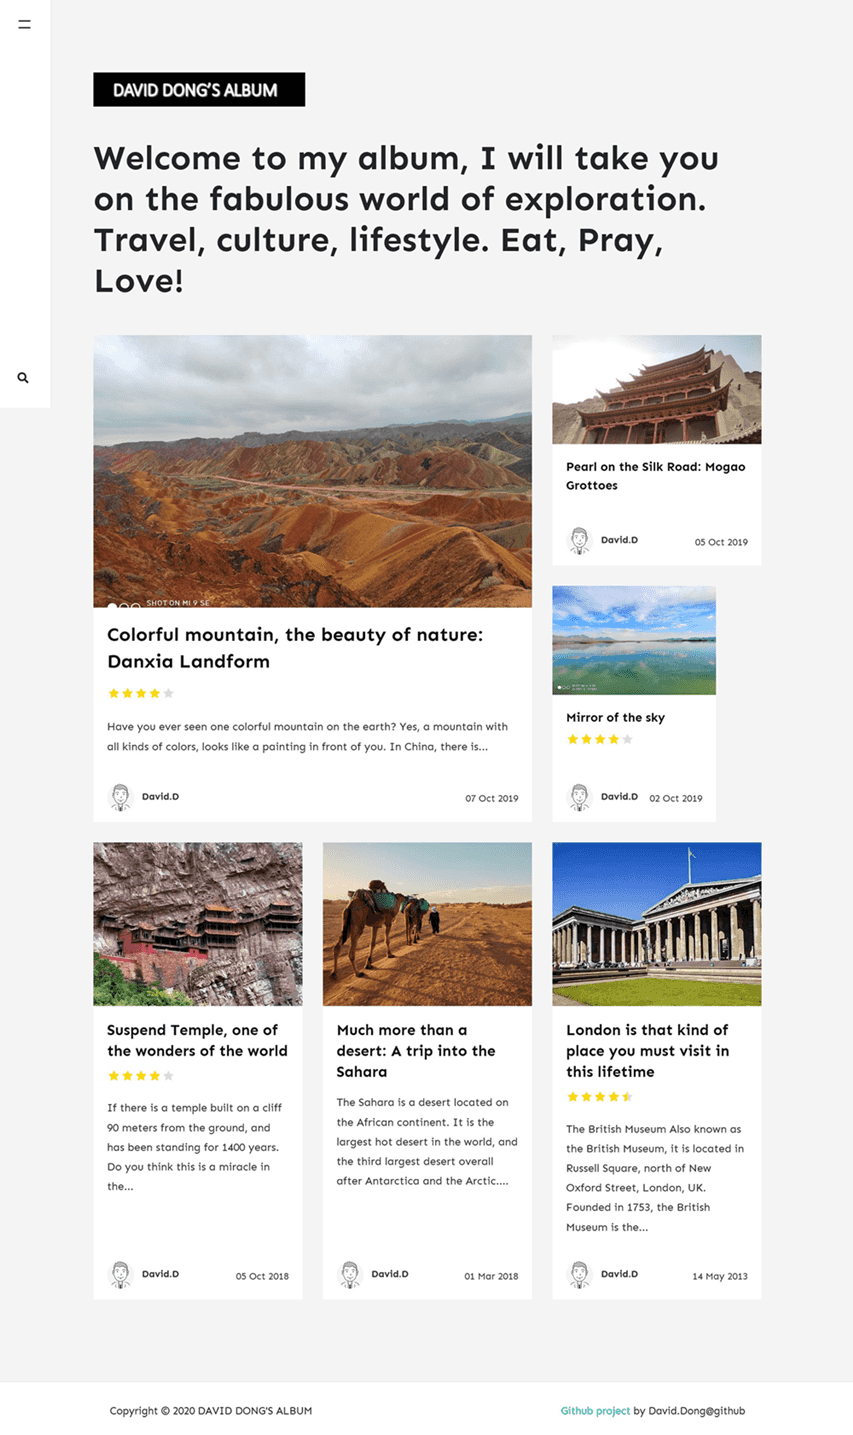 DAVID DONG'S ALBUM
Welcome to my album, I will take you
on the fabulous world of exploration.
Travel, culture, lifestyle. Eat, Pray,
Love!
SHOT ON MI 9 SE
Colorful mountain, the beauty of nature:
Danxia Landform
Have you ever seen one colorful mountain on the earth? Yes, a mountain with
all kinds of colors, looks like a painting in front of you. In China, there is...
David.D
07 Oct 2019
Pearl on the Silk Road: Mogao
Grottoes
David.D
05 Oct 2019
Mirror of the sky
David.D
02 Oct 2019
Suspend Temple, one of
the wonders of the world
If there is a temple built on a cliff
90 meters from the ground, and
has been standing for 1400 years.
Do you think this is a miracle in
the...
David.D
05 Oct 2018
Much more than a
desert: A trip into the
Sahara
The Sahara is a desert located on
the African continent. It is the
largest hot desert in the world, and
the third largest desert overall
after Antarctica and the Arctic....
David.D
01 Mar 2018
London is that kind of
place you must visit in
this lifetime
The British Museum Also known as
the British Museum, it is located in
Russell Square, north of New
Oxford Street, London, UK.
Founded in 1753, the British
Museum is the...
David.D
14 May 2013
Copyright © 2020 DAVID DONG'S ALBUM
Github project by David.Dong@github